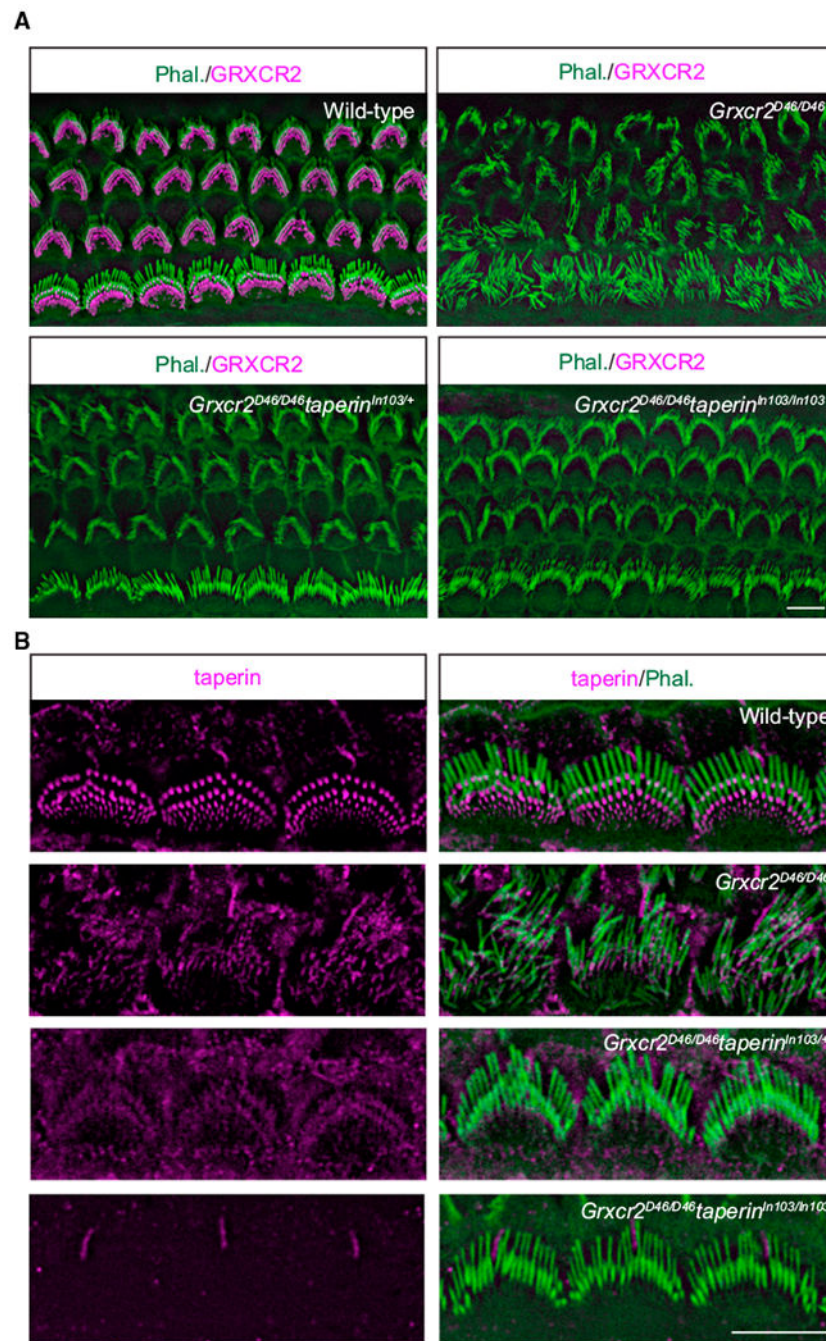 A
Phal./GRXCR2
Phal./GRXCR2
Wild-type
Grxcr2D46/D46
Phal./GRXCR2
Phal./GRXCR2
Grxcr2D46/D46taperinIn103/+
Grxcr2D46/D46taperinIn103/In103
B
taperin
taperin/Phal.
Wild-type
Grxcr2D46/D46
Grxcr2D46/D46taperinIn103/+
Grxcr2D46/D46taperinIn103/In103